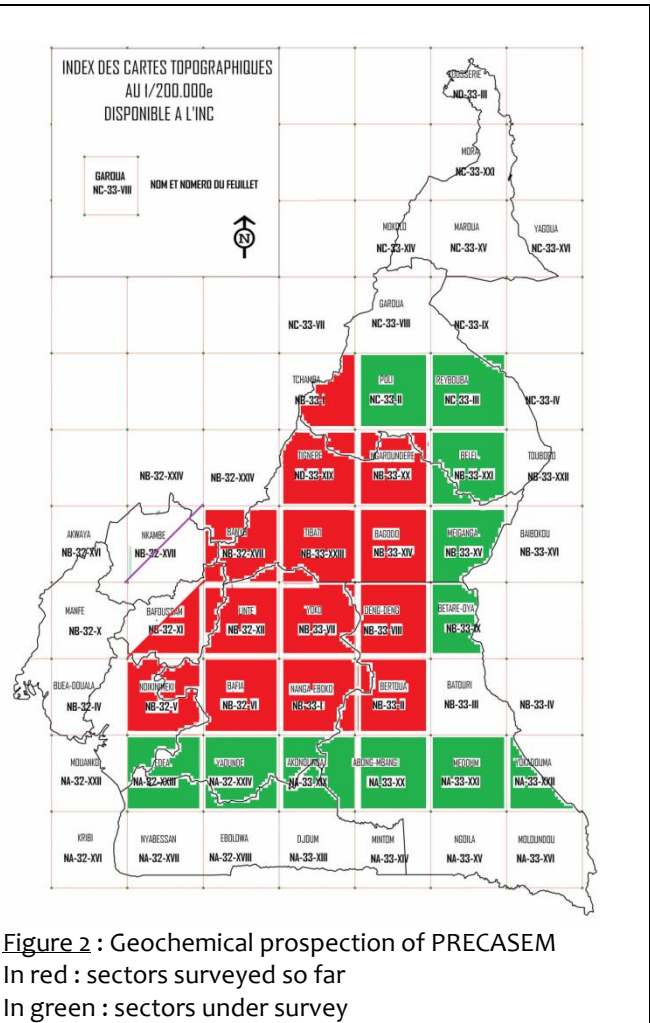 INDEX DES CARTES TOPOGRAPHIQUES
AU 1/200.000e
DISPONIBLE A L'INC
GAROUA
NC-33-VIII
NOM ET NOMERO DU FEUILLET
N
ND-33-III
MORA
NC-33-XXI
MOKOLO
NC-33-XIV
MAROUA
NC-33-XV
YAGOUA
NC-33-XVI
NC-33-VII
GAROUA
NC-33-VIII
NC-33-IX
TCHAMBA
NB-33-I
POLI
NC-33-II
REYBOUBA
NC-33-III
NC-33-IV
NB-32-XXIV
NB-32-XXIV
TIGNERE
ND-33-XIX
NGAROUNDERE
NB-33-XX
BELEL
NB-33-XXI
TOUBORO
NB-33-XXII
AKWAYA
NB-32-XVI
NKAMBE
NB-32-XVII
BANYO
NB-32-XVIII
TIBATI
NB-33-XXIII
BAGODO
NB-33-XIV
MEIGANGA
NB-33-XV
BAIBOKOU
NB-33-XVI
MANFE
NB-32-X
BAFOUSSAM
NB-32-XI
LINTE
NB-32-XII
YOKO
NB-33-VII
DENG-DENG
NB-33-VIII
BETARE-OYA
NB-33-IX
BUEA-DOUALA
NB-32-IV
NDIKINIMEKI
NB-32-V
BAFIA
NB-32-VI
NANGA-EBOKO
NB-33-I
BERTOUA
NB-33-II
BATOURI
NB-33-III
NB-33-IV
MOUANKO
NA-32-XXII
EDEA
NA-32-XXIII
YAOUNDE
NA-32-XXIV
AKONOLINGA
NA-33-XIX
ABONG-MBANG
NA-33-XX
MEDOUM
NA-33-XXI
YOKADOUMA
NA-33-XXII
KRIBI
NA-32-XVI
NYABESSAN
NA-32-XVII
EBOLOWA
NA-32-XVIII
DJOUM
NA-33-XIII
MINTOM
NA-33-XIV
NGOILA
NA-33-XV
MOLOUNDOU
NA-33-XVI
Figure 2 : Geochemical prospection of PRECASEM
In red : sectors surveyed so far
In green : sectors under survey